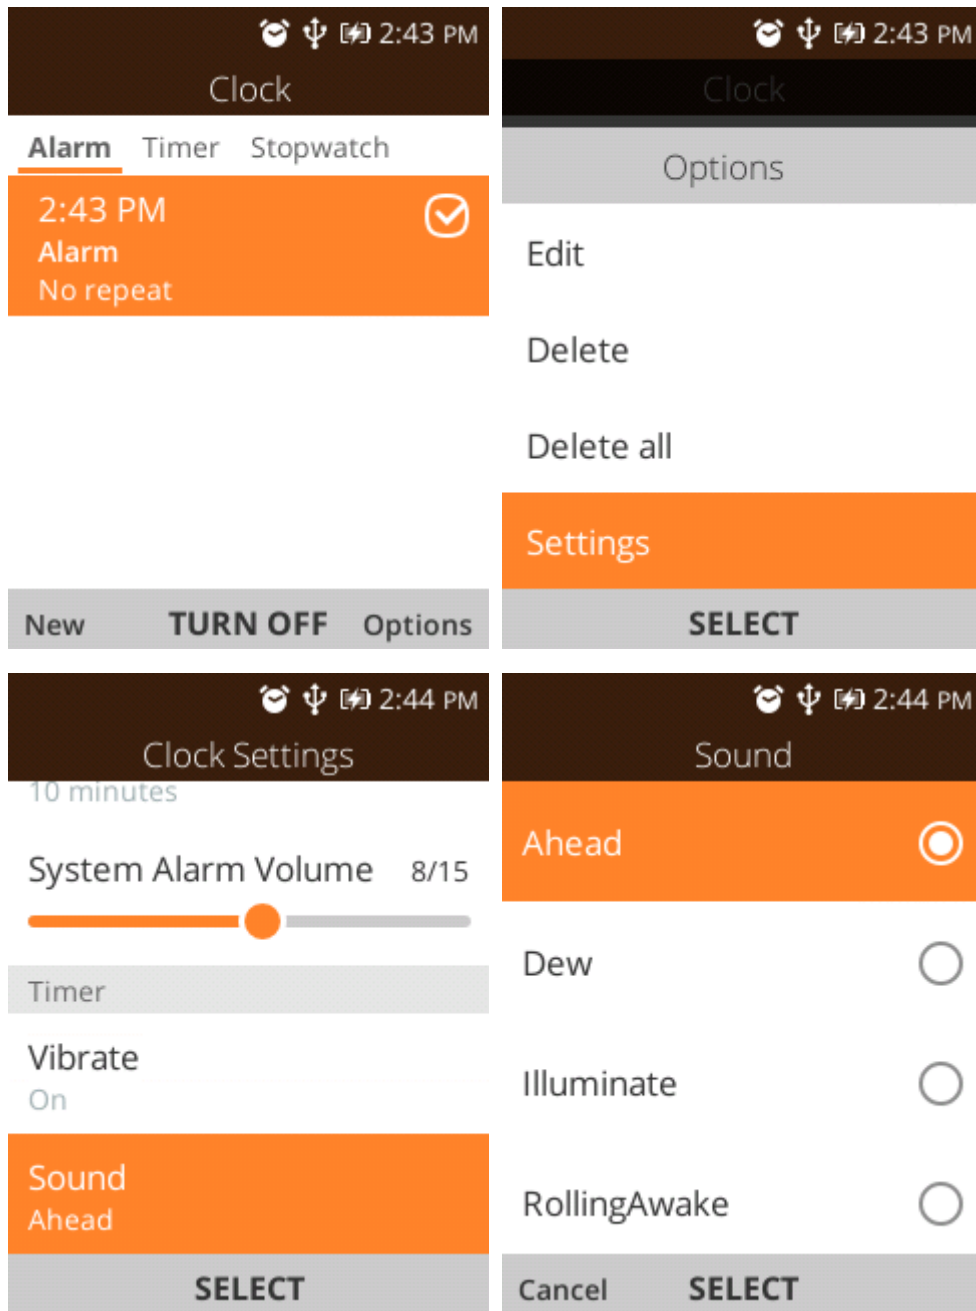 2:43 PM
Clock
Alarm Timer Stopwatch
2:43 PM
Alarm
No repeat
New TURN OFF Options
2:43 PM
Clock
Options
Edit
Delete
Delete all
Settings
SELECT
2:44 PM
Clock Settings
10 minutes
System Alarm Volume 8/15
Timer
Vibrate
On
Sound
Ahead
SELECT
2:44 PM
Sound
Ahead
Dew
Illuminate
RollingAwake
Cancel SELECT